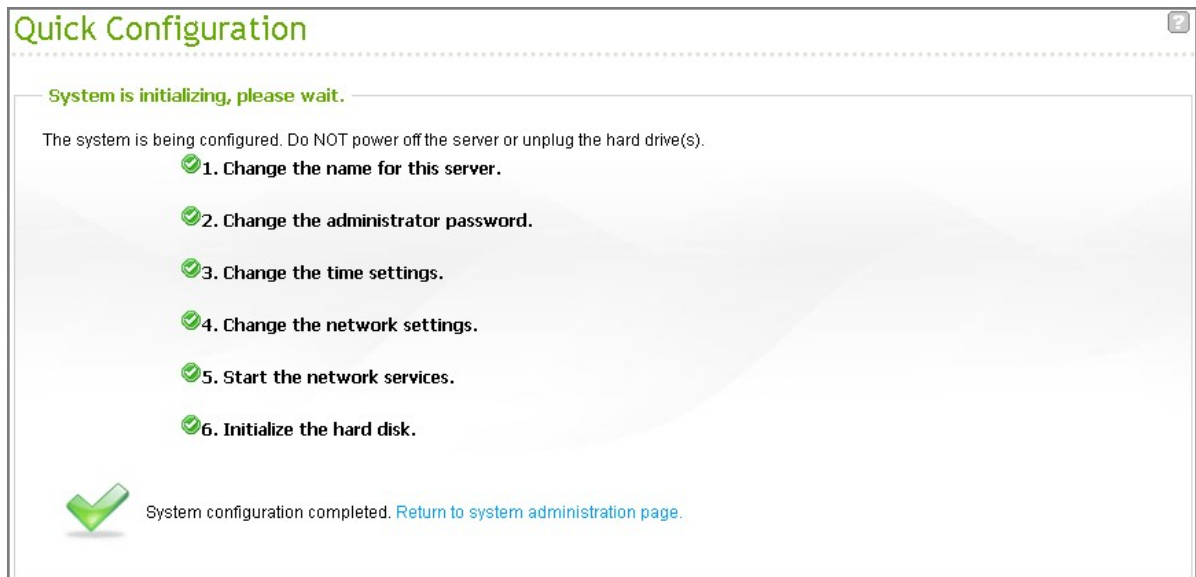 Quick Configuration
?
System is initializing, please wait.
The system is being configured. Do NOT power off the server or unplug the hard drive(s).
1. Change the name for this server.
2. Change the administrator password.
3. Change the time settings.
4. Change the network settings.
5. Start the network services.
6. Initialize the hard disk.
System configuration completed. Return to system administration page.